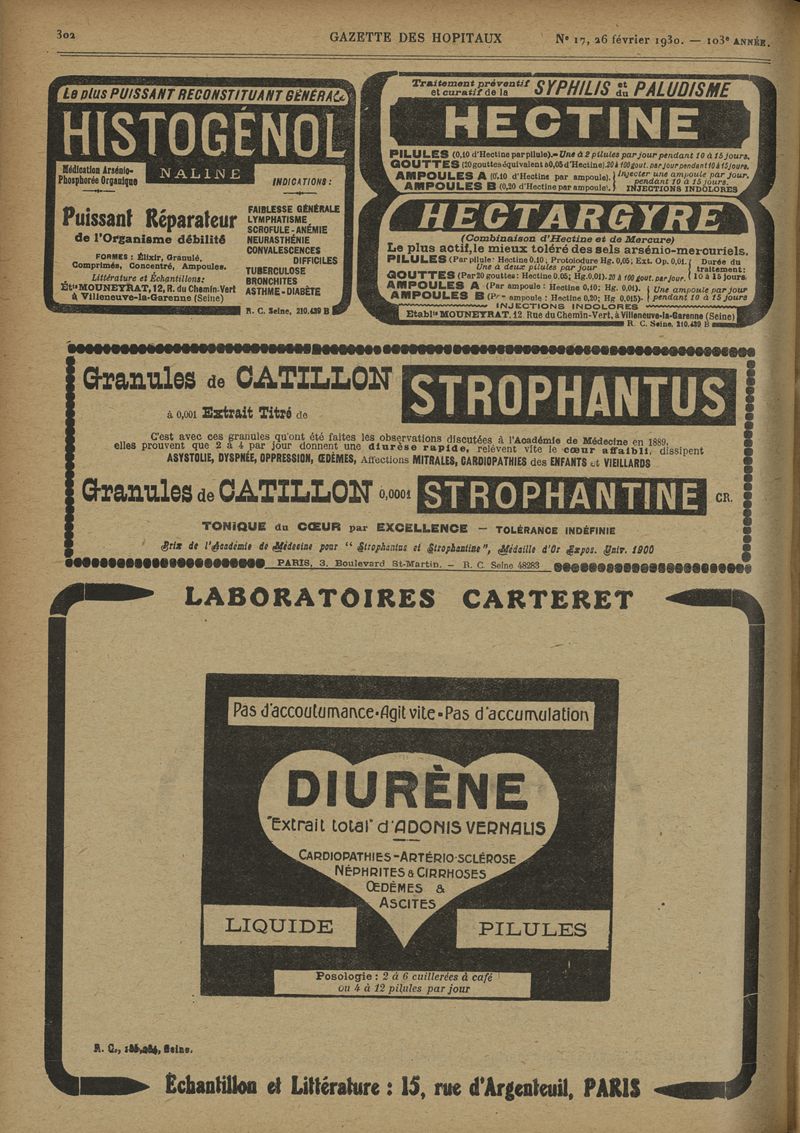 302
GAZETTE DES HOPITAUX
N° 17, 26 février 1930. — 103e ANNÉE.
Le plus PUISSANT RECONSTITUANT GÉNÉRAL
HISTOGÉNOL
Médication Arsénio-
Phosphorée Organique
NALINE
INDICATIONS :
Puissant Réparateur
de l'Organisme débilité
FORMES : Élixir, Granulé,
Comprimés, Concentré, Ampoules.
Littérature et Échantillons:
Éts MOUNEYRAT, 12, R. du Chemin-Vert
à Villeneuve-la-Garenne (Seine)
FAIBLESSE GÉNÉRALE
LYMPHATISME
SCROFULE - ANÉMIE
NEURASTHÉNIE
CONVALESCENCES
DIFFICILES
TUBERCULOSE
BRONCHITES
ASTHME - DIABÈTE
R. C. Seine, 210.439 B
Traitement préventif et curatif de la SYPHILIS et du PALUDISME
HECTINE
PILULES (0,10 d'Hectine par pilule).- Une à 2 pilules par jour pendant 10 à 15 jours.
GOUTTES (20 gouttes équivalent à 0,05 d'Hectine) 20 à 100 gout. par jour pendant 10 à 15 jours.
AMPOULES A (0,10 d'Hectine par ampoule).
AMPOULES B (0,20 d'Hectine par ampoule).
Injecter une ampoule par jour.
pendant 10 à 15 jours.
INJECTIONS INDOLORES
HECTARGYRE
(Combinaison d'Hectine et de Mercure)
Le plus actif, le mieux toléré des sels arsénio-mercuriels.
PILULES (Par pilule: Hectine 0,10; Protoiodure Hg. 0,05; Ext. Op. 0,01.)
Une à deux pilules par jour
GOUTTES (Par 20 gouttes: Hectine 0,05; Hg. 0,01). 20 à 100 gout. par jour.
Durée du
traitement:
10 à 15 jours.
AMPOULES A (Par ampoule : Hectine 0,10; Hg. 0,01).
AMPOULES B (Par ampoule : Hectine 0,20; Hg 0,015).
Une ampoule par jour
pendant 10 à 15 jours
INJECTIONS INDOLORES
Etablts MOUNEYRAT, 12, Rue du Chemin-Vert, à Villeneuve-la-Garenne (Seine)
R. C. Seine, 210.439 B
Granules de CATILLON
à 0,001 Extrait Titré de
STROPHANTUS
C'est avec ces granules qu'ont été faites les observations discutées à l'Académie de Médecine en 1889,
elles prouvent que 2 à 4 par jour donnent une diurèse rapide, relèvent vite le cœur affaibli, dissipent
ASYSTOLIE, DYSPNÉE, OPPRESSION, ŒDÈMES, Affections MITRALES, CARDIOPATHIES des ENFANTS et VIEILLARDS
Granules de CATILLON à 0,0001 STROPHANTINE CR.
TONIQUE du CŒUR par EXCELLENCE — TOLÉRANCE INDÉFINIE
Prix de l'Académie de Médecine pour " Strophantus et Strophantine", Médaille d'Or Expos. Univ. 1900
PARIS, 3, Boulevard St-Martin. — R. C. Seine 48283
LABORATOIRES CARTERET
Pas d'accoutumance - Agit vite - Pas d'accumulation
DIURÈNE
"Extrait total" d'ADONIS VERNALIS
CARDIOPATHIES - ARTÉRIO-SCLÉROSE
NÉPHRITES & CIRRHOSES
ŒDÈMES &
ASCITES
LIQUIDE
PILULES
Posologie : 2 à 6 cuillerées à café
ou 4 à 12 pilules par jour
R. C., Seine.
Échantillon et Littérature : 15, rue d'Argenteuil, PARIS